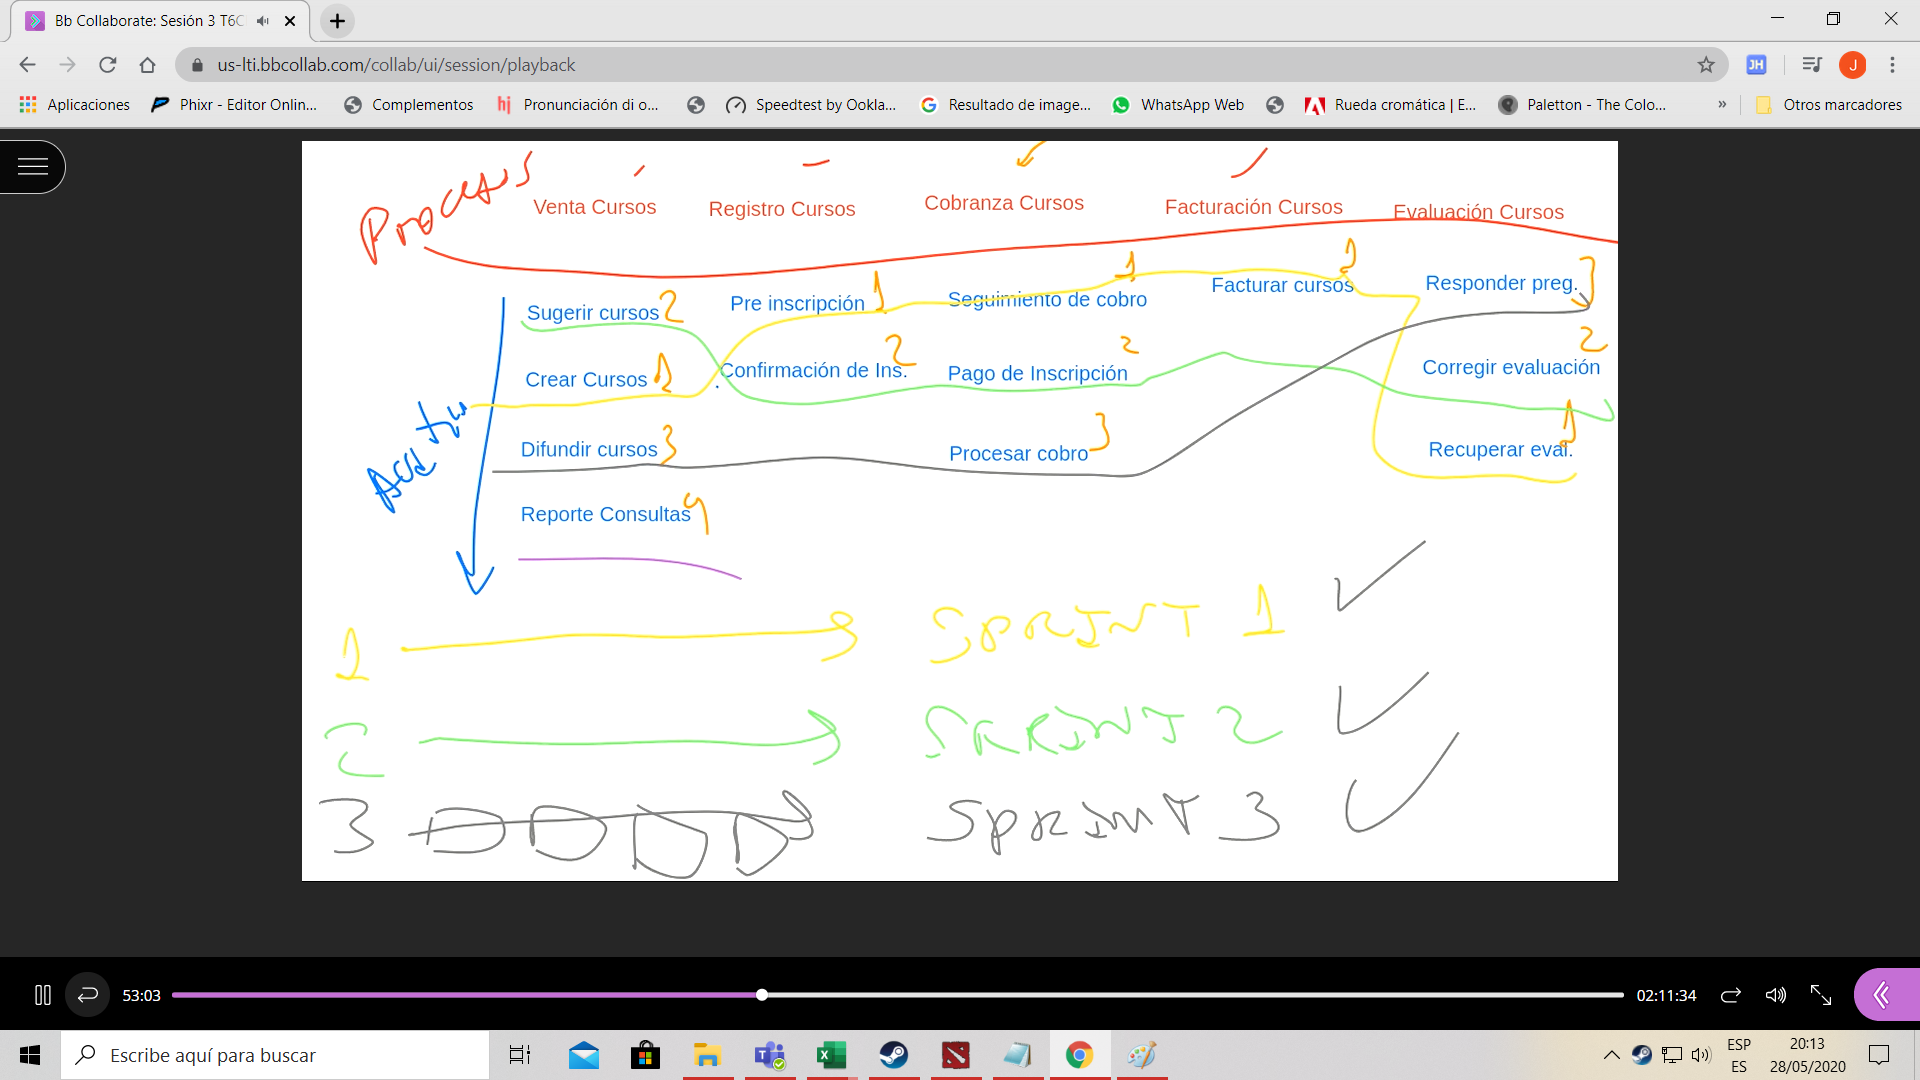 Bb Collaborate: Sesión 3 T6C
us-lti.bbcollab.com/collab/ui/session/playback
JH
J
Aplicaciones
Phixr - Editor Onlin...
Complementos
Pronunciación di o...
Speedtest by Ookla...
Resultado de image...
WhatsApp Web
Rueda cromática | E...
Paletton - The Colo...
»
Otros marcadores
Procesos
Venta Cursos
Registro Cursos
Cobranza Cursos
Facturación Cursos
Evaluación Cursos
Sugerir cursos 2
Pre inscripción 1
Seguimiento de cobro 1
Facturar cursos 1
Responder preg. 3
Crear Cursos 1
Confirmación de Ins. 2
Pago de Inscripción 2
Corregir evaluación 2
Difundir cursos 3
Procesar cobro 3
Recuperar eval. 1
Reporte Consultas 4
1 SPRINT 1
2 SPRINT 2
3 SPRINT 3
53:03
02:11:34
Escribe aquí para buscar
ESP
ES
20:13
28/05/2020